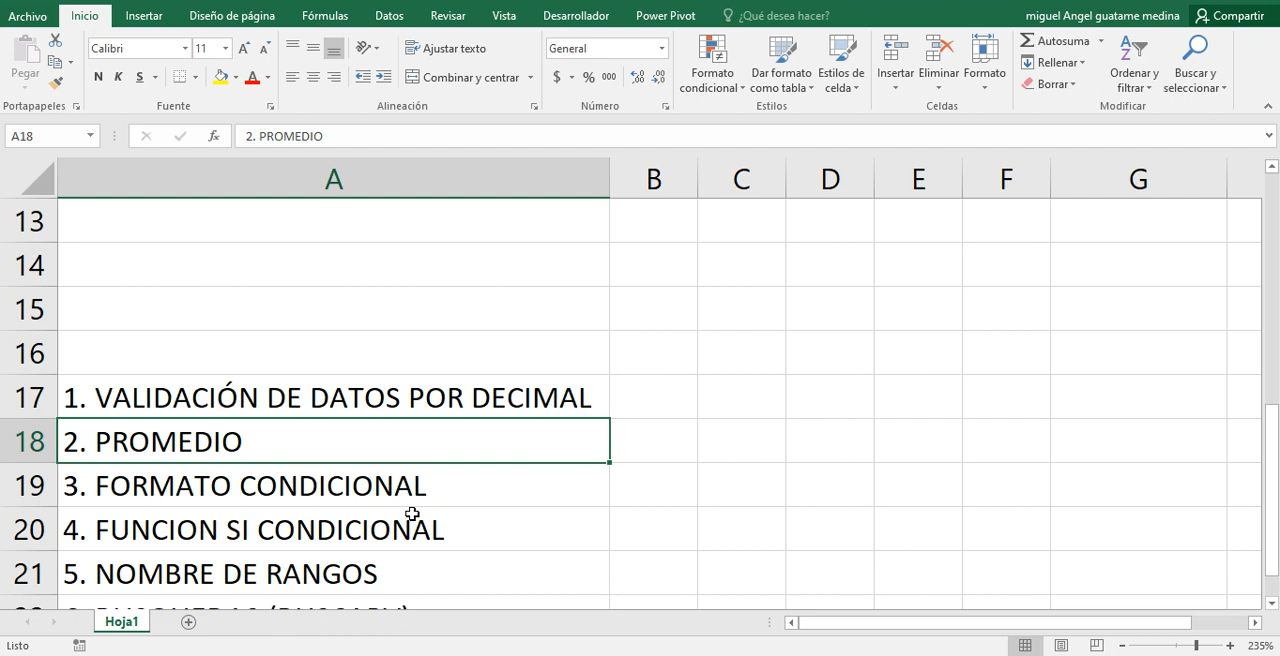 Archivo Inicio Insertar Diseño de página Fórmulas Datos Revisar Vista Desarrollador Power Pivot ¿Qué desea hacer? miguel Angel guatame medina Compartir
Pegar Calibri 11 Ajustar texto General Formato condicional Dar formato como tabla Estilos de celda Insertar Eliminar Formato Autosuma Ordenar y filtrar Buscar y seleccionar
N K S A Combinar y centrar $ % 000 Rellenar
Borrar
Portapapeles Fuente Alineación Número Estilos Celdas Modificar
A18 fx 2. PROMEDIO
A B C D E F G
13
14
15
16
17 1. VALIDACIÓN DE DATOS POR DECIMAL
18 2. PROMEDIO
19 3. FORMATO CONDICIONAL
20 4. FUNCION SI CONDICIONAL
21 5. NOMBRE DE RANGOS
Hoja1
Listo 235%